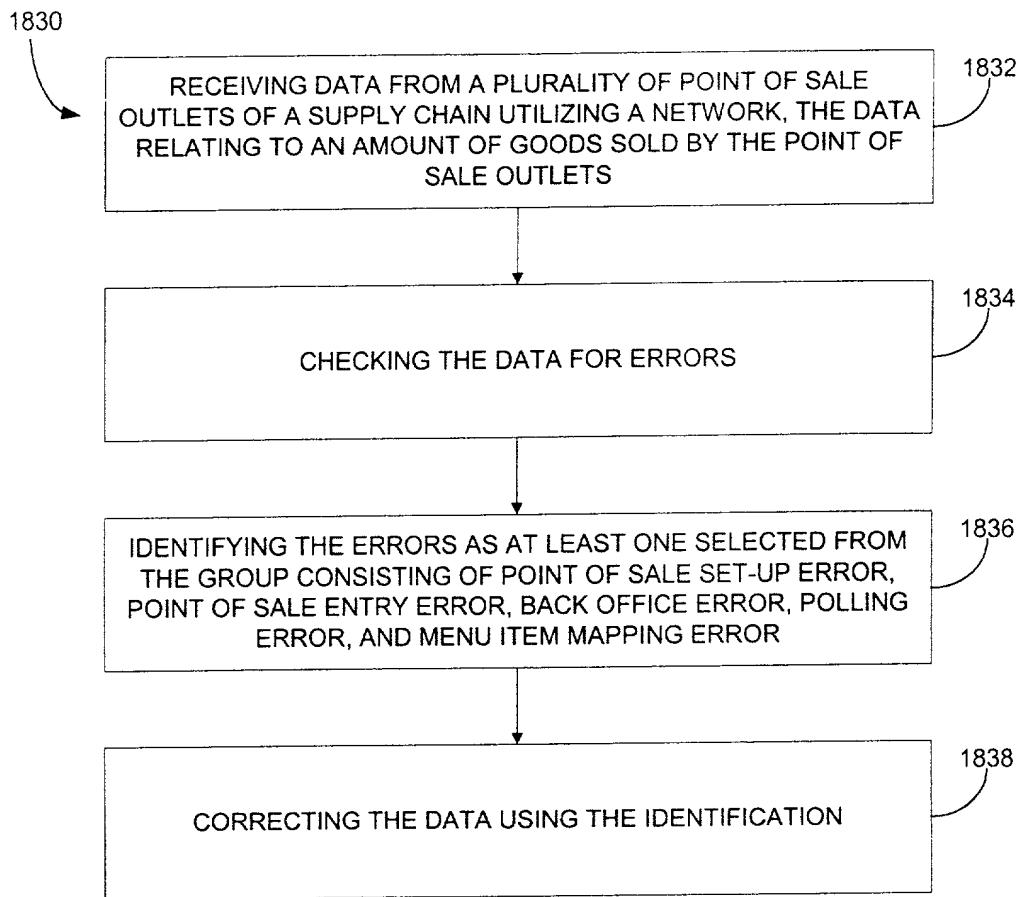 1830
1832
RECEIVING DATA FROM A PLURALITY OF POINT OF SALE
OUTLETS OF A SUPPLY CHAIN UTILIZING A NETWORK, THE DATA
RELATING TO AN AMOUNT OF GOODS SOLD BY THE POINT OF
SALE OUTLETS
1834
CHECKING THE DATA FOR ERRORS
1836
IDENTIFYING THE ERRORS AS AT LEAST ONE SELECTED FROM
THE GROUP CONSISTING OF POINT OF SALE SET-UP ERROR,
POINT OF SALE ENTRY ERROR, BACK OFFICE ERROR, POLLING
ERROR, AND MENU ITEM MAPPING ERROR
1838
CORRECTING THE DATA USING THE IDENTIFICATION